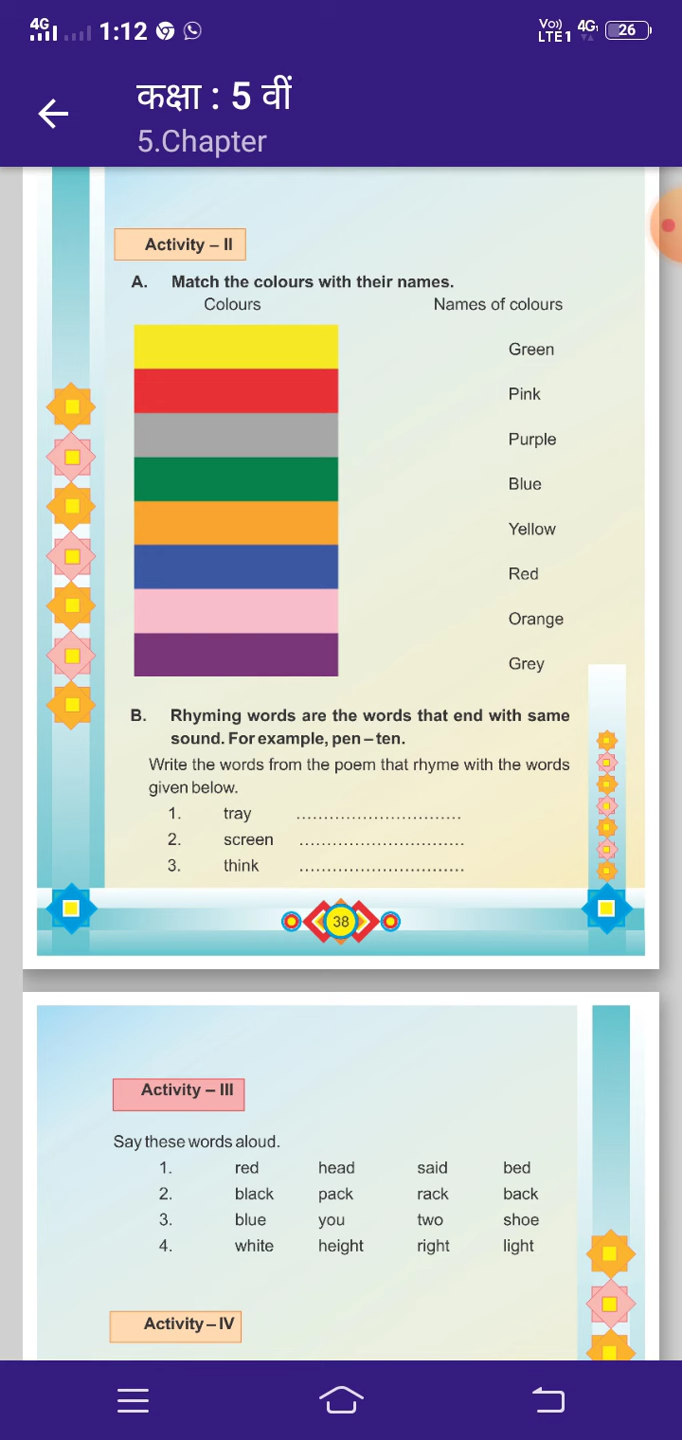 4G 1:12 Vo)) LTE1 4G 26
कक्षा : 5 वीं
5.Chapter
Activity – II
A. Match the colours with their names.
Colours Names of colours
Green
Pink
Purple
Blue
Yellow
Red
Orange
Grey
B. Rhyming words are the words that end with same
sound. For example, pen – ten.
Write the words from the poem that rhyme with the words
given below.
1. tray ..............................
2. screen ..............................
3. think ..............................
38
Activity – III
Say these words aloud.
1. red head said bed
2. black pack rack back
3. blue you two shoe
4. white height right light
Activity – IV